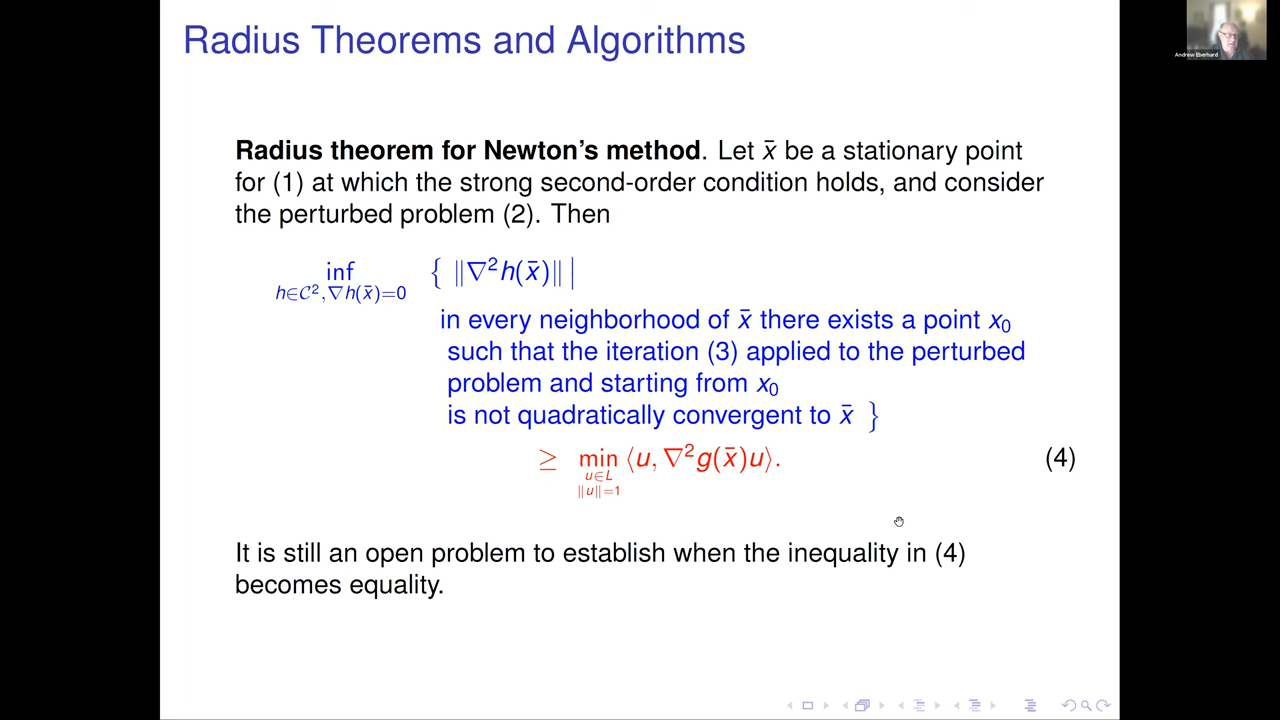 Radius Theorems and Algorithms
Andrew Eberhard
Radius theorem for Newton's method. Let x̄ be a stationary point
for (1) at which the strong second-order condition holds, and consider
the perturbed problem (2). Then
inf { ‖∇²h(x̄)‖ |
h∈C²,∇h(x̄)=0
in every neighborhood of x̄ there exists a point x₀
such that the iteration (3) applied to the perturbed
problem and starting from x₀
is not quadratically convergent to x̄ }
≥ min ⟨u, ∇²g(x̄)u⟩. (4)
u∈L
‖u‖=1
It is still an open problem to establish when the inequality in (4)
becomes equality.